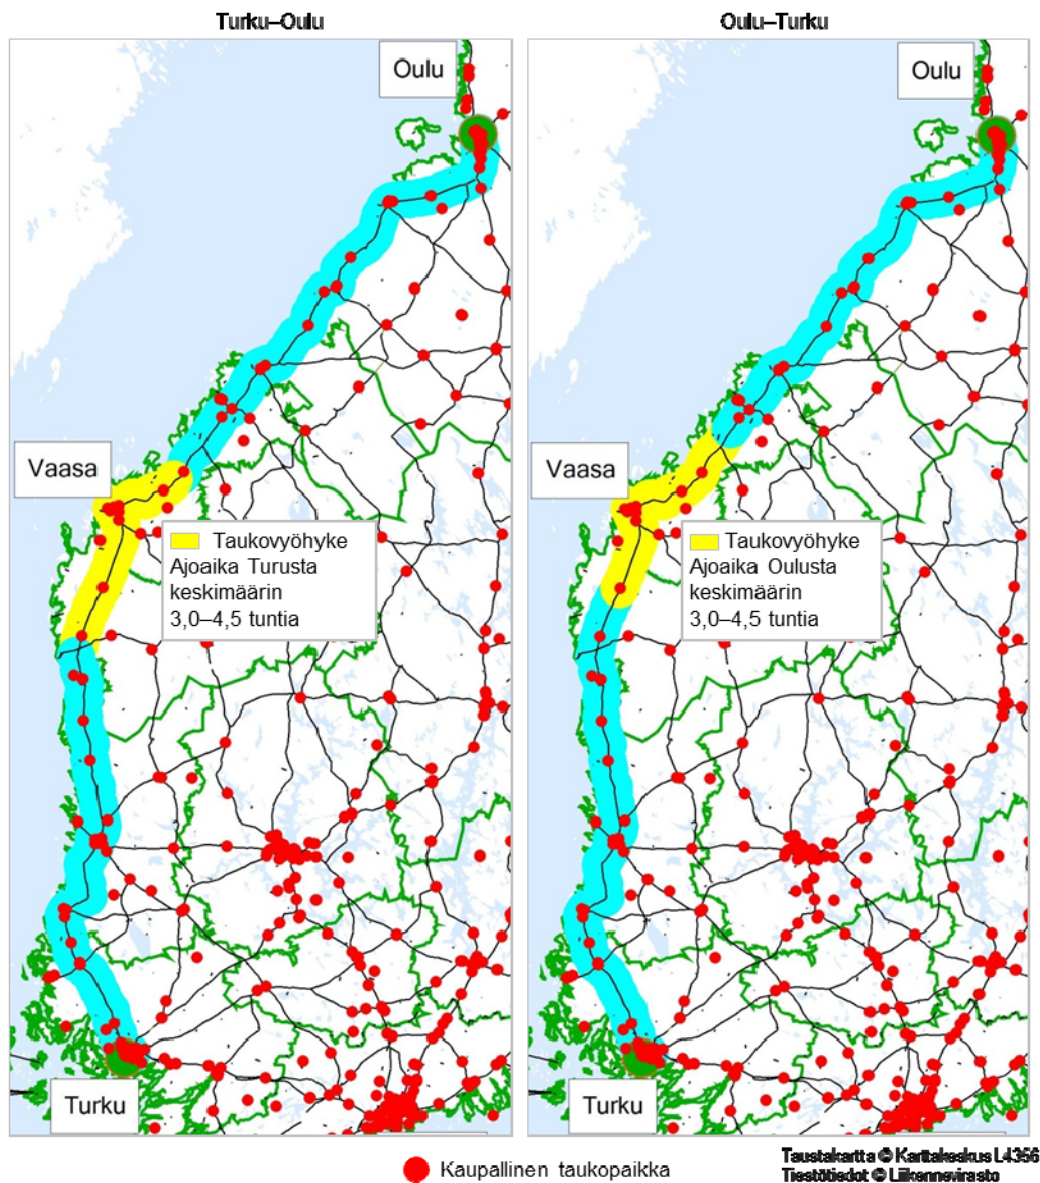 Turku–Oulu
Oulu–Turku
Oulu
Oulu
Vaasa
Vaasa
Taukovyöhyke
Ajoaika Turusta
keskimäärin
3,0–4,5 tuntia
Taukovyöhyke
Ajoaika Oulusta
keskimäärin
3,0–4,5 tuntia
Turku
Turku
Kaupallinen taukopaikka
Taustakartta © Karttakeskus L4356
Tiestötiedot © Liikennevirasto